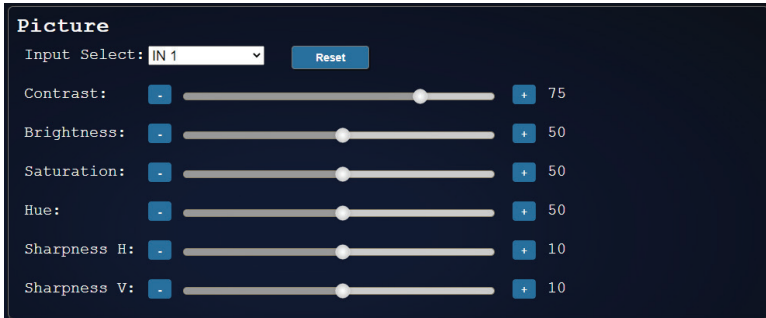 Picture
Input Select: IN 1 Reset
Contrast: - + 75
Brightness: - + 50
Saturation: - + 50
Hue: - + 50
Sharpness H: - + 10
Sharpness V: - + 10